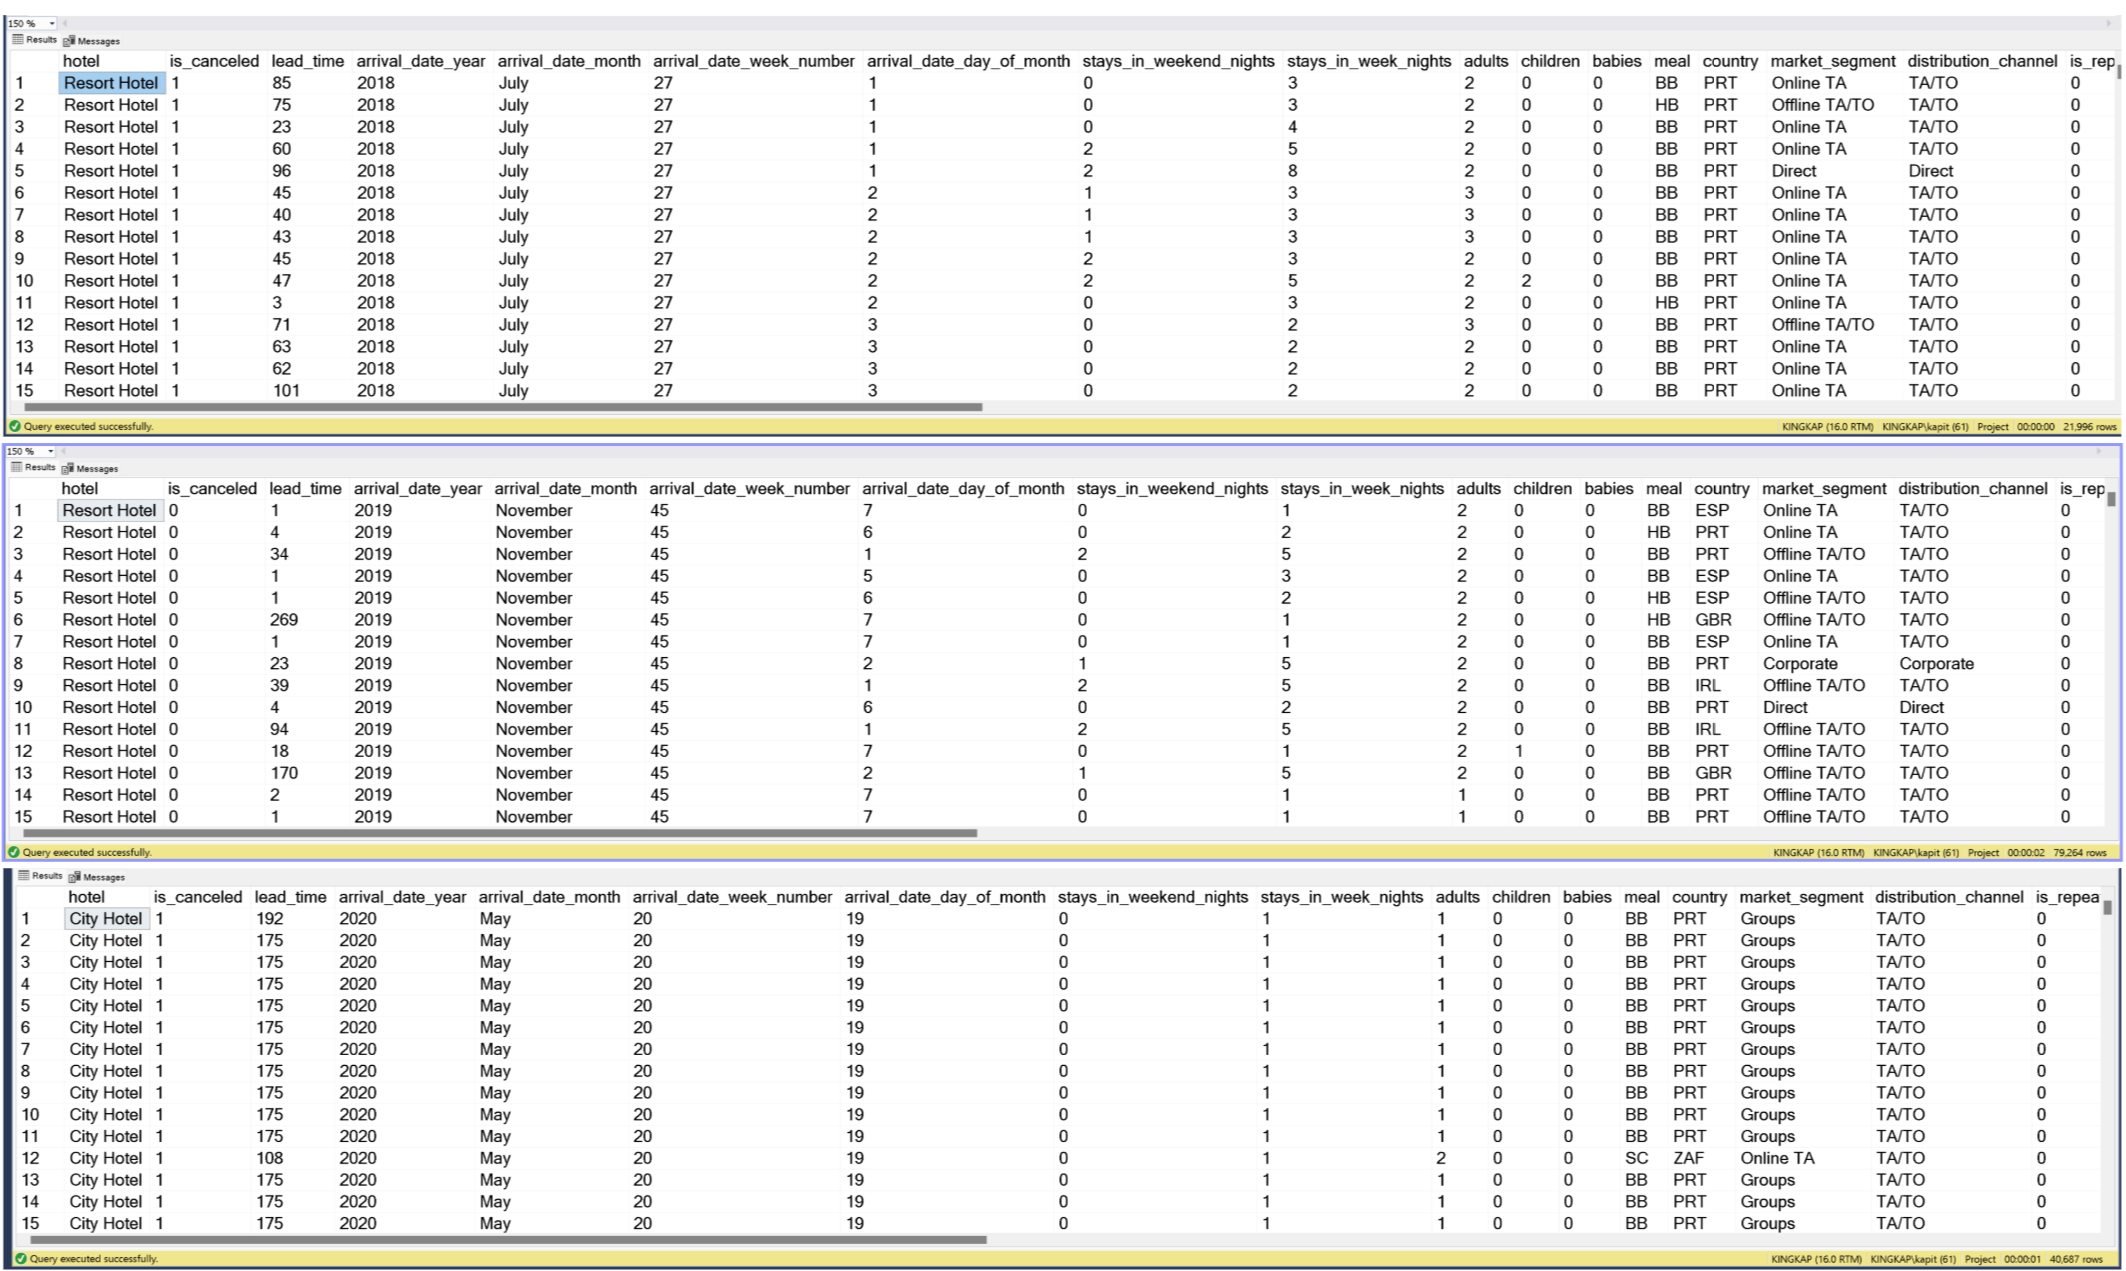 150 %
Results Messages
hotel is_canceled lead_time arrival_date_year arrival_date_month arrival_date_week_number arrival_date_day_of_month stays_in_weekend_nights stays_in_week_nights adults children babies meal country market_segment distribution_channel is_rep
1 Resort Hotel 1 85 2018 July 27 1 0 3 2 0 0 BB PRT Online TA TA/TO 0
2 Resort Hotel 1 75 2018 July 27 1 0 3 2 0 0 HB PRT Offline TA/TO TA/TO 0
3 Resort Hotel 1 23 2018 July 27 1 0 4 2 0 0 BB PRT Online TA TA/TO 0
4 Resort Hotel 1 60 2018 July 27 1 2 5 2 0 0 BB PRT Online TA TA/TO 0
5 Resort Hotel 1 96 2018 July 27 1 2 8 2 0 0 BB PRT Direct Direct 0
6 Resort Hotel 1 45 2018 July 27 2 1 3 3 0 0 BB PRT Online TA TA/TO 0
7 Resort Hotel 1 40 2018 July 27 2 1 3 3 0 0 BB PRT Online TA TA/TO 0
8 Resort Hotel 1 43 2018 July 27 2 1 3 3 0 0 BB PRT Online TA TA/TO 0
9 Resort Hotel 1 45 2018 July 27 2 2 3 2 0 0 BB PRT Online TA TA/TO 0
10 Resort Hotel 1 47 2018 July 27 2 2 5 2 2 0 BB PRT Online TA TA/TO 0
11 Resort Hotel 1 3 2018 July 27 2 0 3 2 0 0 HB PRT Online TA TA/TO 0
12 Resort Hotel 1 71 2018 July 27 3 0 2 3 0 0 BB PRT Offline TA/TO TA/TO 0
13 Resort Hotel 1 63 2018 July 27 3 0 2 2 0 0 BB PRT Online TA TA/TO 0
14 Resort Hotel 1 62 2018 July 27 3 0 2 2 0 0 BB PRT Online TA TA/TO 0
15 Resort Hotel 1 101 2018 July 27 3 0 2 2 0 0 BB PRT Online TA TA/TO 0
Query executed successfully. KINGKAP (16.0 RTM) KINGKAP\kapit (61) Project 00:00:00 21,996 rows
150 %
Results Messages
hotel is_canceled lead_time arrival_date_year arrival_date_month arrival_date_week_number arrival_date_day_of_month stays_in_weekend_nights stays_in_week_nights adults children babies meal country market_segment distribution_channel is_rep
1 Resort Hotel 0 1 2019 November 45 7 0 1 2 0 0 BB ESP Online TA TA/TO 0
2 Resort Hotel 0 4 2019 November 45 6 0 2 2 0 0 HB PRT Online TA TA/TO 0
3 Resort Hotel 0 34 2019 November 45 1 2 5 2 0 0 BB PRT Offline TA/TO TA/TO 0
4 Resort Hotel 0 1 2019 November 45 5 0 3 2 0 0 BB ESP Online TA TA/TO 0
5 Resort Hotel 0 1 2019 November 45 6 0 2 2 0 0 HB ESP Offline TA/TO TA/TO 0
6 Resort Hotel 0 269 2019 November 45 7 0 1 2 0 0 HB GBR Offline TA/TO TA/TO 0
7 Resort Hotel 0 1 2019 November 45 7 0 1 2 0 0 BB ESP Online TA TA/TO 0
8 Resort Hotel 0 23 2019 November 45 2 1 5 2 0 0 BB PRT Corporate Corporate 0
9 Resort Hotel 0 39 2019 November 45 1 2 5 2 0 0 BB IRL Offline TA/TO TA/TO 0
10 Resort Hotel 0 4 2019 November 45 6 0 2 2 0 0 BB PRT Direct Direct 0
11 Resort Hotel 0 94 2019 November 45 1 2 5 2 0 0 BB IRL Offline TA/TO TA/TO 0
12 Resort Hotel 0 18 2019 November 45 7 0 1 2 1 0 BB PRT Offline TA/TO TA/TO 0
13 Resort Hotel 0 170 2019 November 45 2 1 5 2 0 0 BB GBR Offline TA/TO TA/TO 0
14 Resort Hotel 0 2 2019 November 45 7 0 1 1 0 0 BB PRT Offline TA/TO TA/TO 0
15 Resort Hotel 0 1 2019 November 45 7 0 1 1 0 0 BB PRT Offline TA/TO TA/TO 0
Query executed successfully. KINGKAP (16.0 RTM) KINGKAP\kapit (61) Project 00:00:02 79,264 rows
Results Messages
hotel is_canceled lead_time arrival_date_year arrival_date_month arrival_date_week_number arrival_date_day_of_month stays_in_weekend_nights stays_in_week_nights adults children babies meal country market_segment distribution_channel is_repea
1 City Hotel 1 192 2020 May 20 19 0 1 1 0 0 BB PRT Groups TA/TO 0
2 City Hotel 1 175 2020 May 20 19 0 1 1 0 0 BB PRT Groups TA/TO 0
3 City Hotel 1 175 2020 May 20 19 0 1 1 0 0 BB PRT Groups TA/TO 0
4 City Hotel 1 175 2020 May 20 19 0 1 1 0 0 BB PRT Groups TA/TO 0
5 City Hotel 1 175 2020 May 20 19 0 1 1 0 0 BB PRT Groups TA/TO 0
6 City Hotel 1 175 2020 May 20 19 0 1 1 0 0 BB PRT Groups TA/TO 0
7 City Hotel 1 175 2020 May 20 19 0 1 1 0 0 BB PRT Groups TA/TO 0
8 City Hotel 1 175 2020 May 20 19 0 1 1 0 0 BB PRT Groups TA/TO 0
9 City Hotel 1 175 2020 May 20 19 0 1 1 0 0 BB PRT Groups TA/TO 0
10 City Hotel 1 175 2020 May 20 19 0 1 1 0 0 BB PRT Groups TA/TO 0
11 City Hotel 1 175 2020 May 20 19 0 1 1 0 0 BB PRT Groups TA/TO 0
12 City Hotel 1 108 2020 May 20 19 0 1 2 0 0 SC ZAF Online TA TA/TO 0
13 City Hotel 1 175 2020 May 20 19 0 1 1 0 0 BB PRT Groups TA/TO 0
14 City Hotel 1 175 2020 May 20 19 0 1 1 0 0 BB PRT Groups TA/TO 0
15 City Hotel 1 175 2020 May 20 19 0 1 1 0 0 BB PRT Groups TA/TO 0
Query executed successfully. KINGKAP (16.0 RTM) KINGKAP\kapit (61) Project 00:00:01 40,687 rows